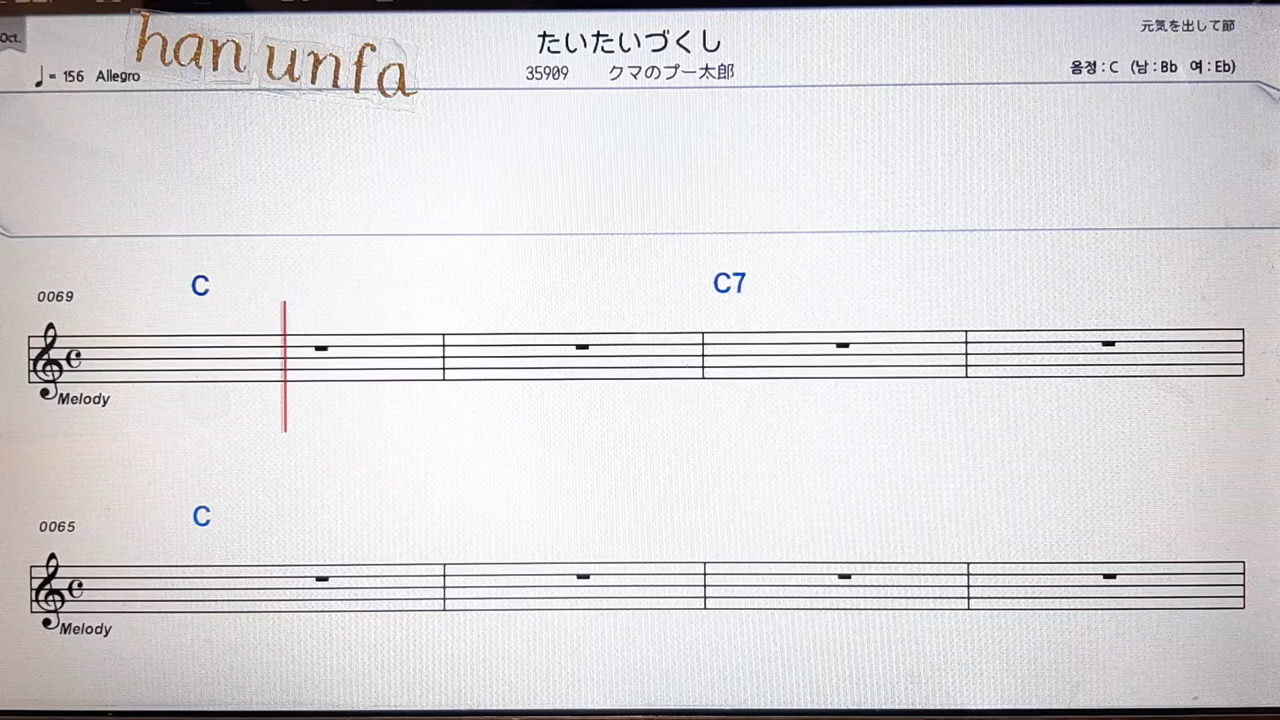 Oct.
han unfa
たいたいづくし
元気を出して節
♩= 156 Allegro
35909 クマのプー太郎
음정 : C (남 : Bb 여 : Eb)
0069
C
C7
Melody
0065
C
Melody